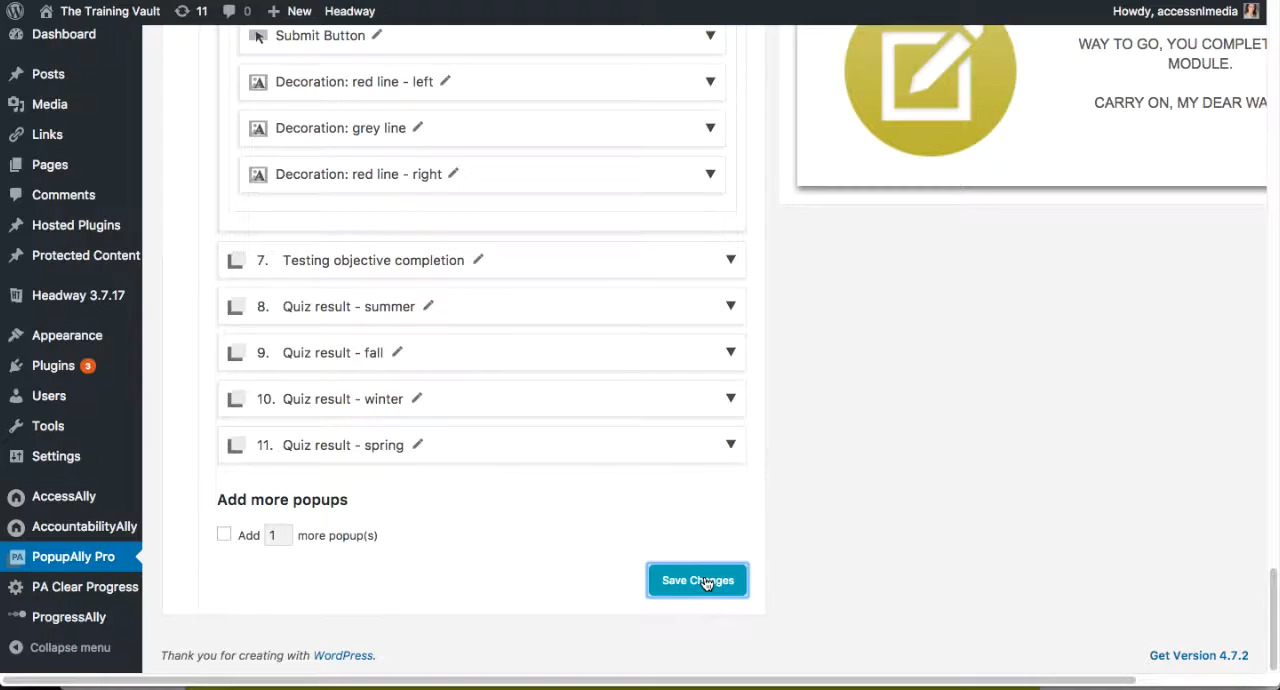 The Training Vault 11 0 New Headway Howdy, accessnlmedia
Dashboard
Posts
Media
Links
Pages
Comments
Hosted Plugins
Protected Content
Headway 3.7.17
Appearance
Plugins 3
Users
Tools
Settings
AccessAlly
AccountabilityAlly
PA PopupAlly Pro
PA Clear Progress
ProgressAlly
Collapse menu
Submit Button
Decoration: red line - left
Decoration: grey line
Decoration: red line - right
7. Testing objective completion
8. Quiz result - summer
9. Quiz result - fall
10. Quiz result - winter
11. Quiz result - spring
Add more popups
Add 1 more popup(s)
Save Changes
WAY TO GO, YOU COMPLET
MODULE.
CARRY ON, MY DEAR WA
Thank you for creating with WordPress.
Get Version 4.7.2